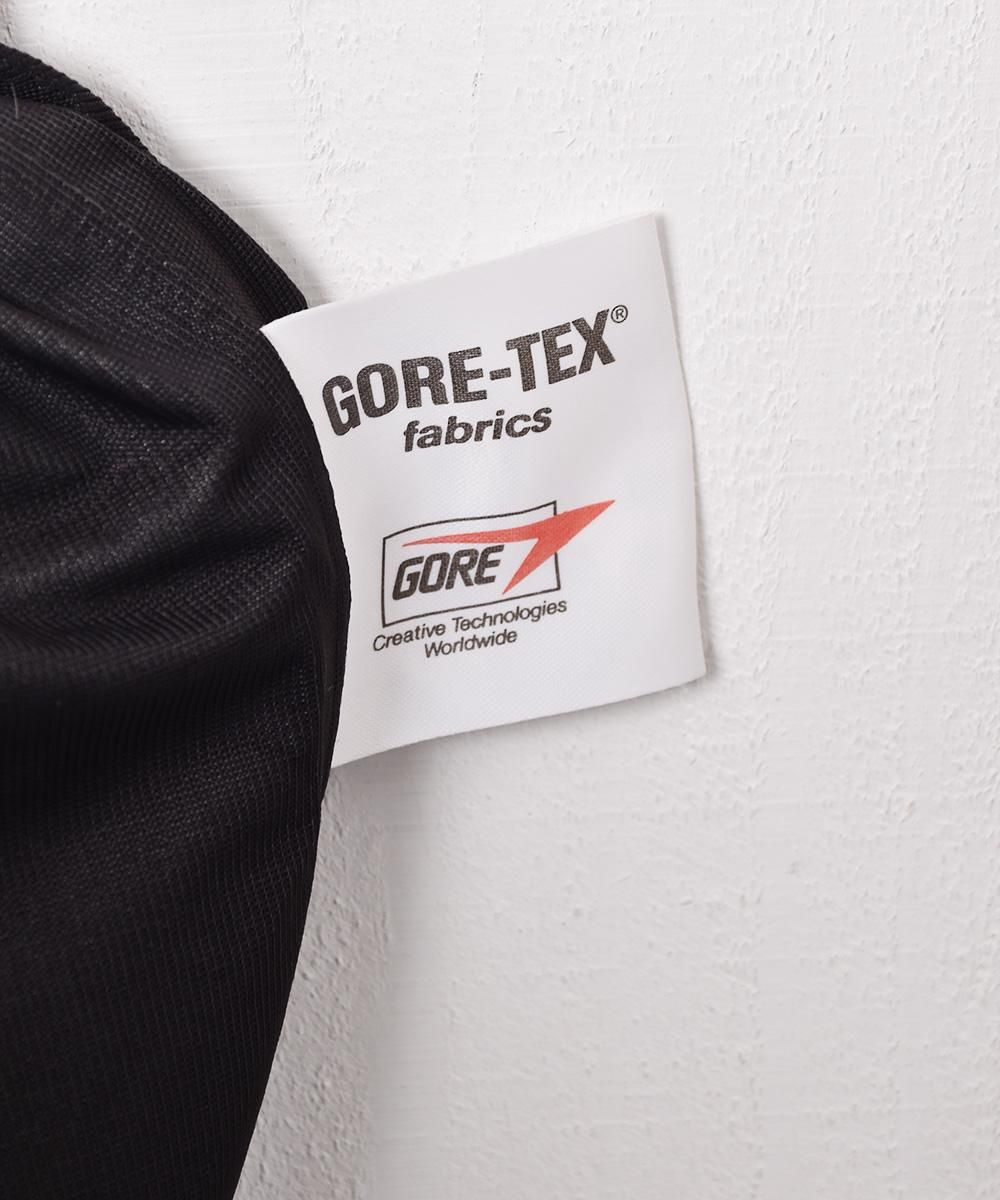 GORE-TEX®
fabrics
GORE
Creative Technologies
Worldwide